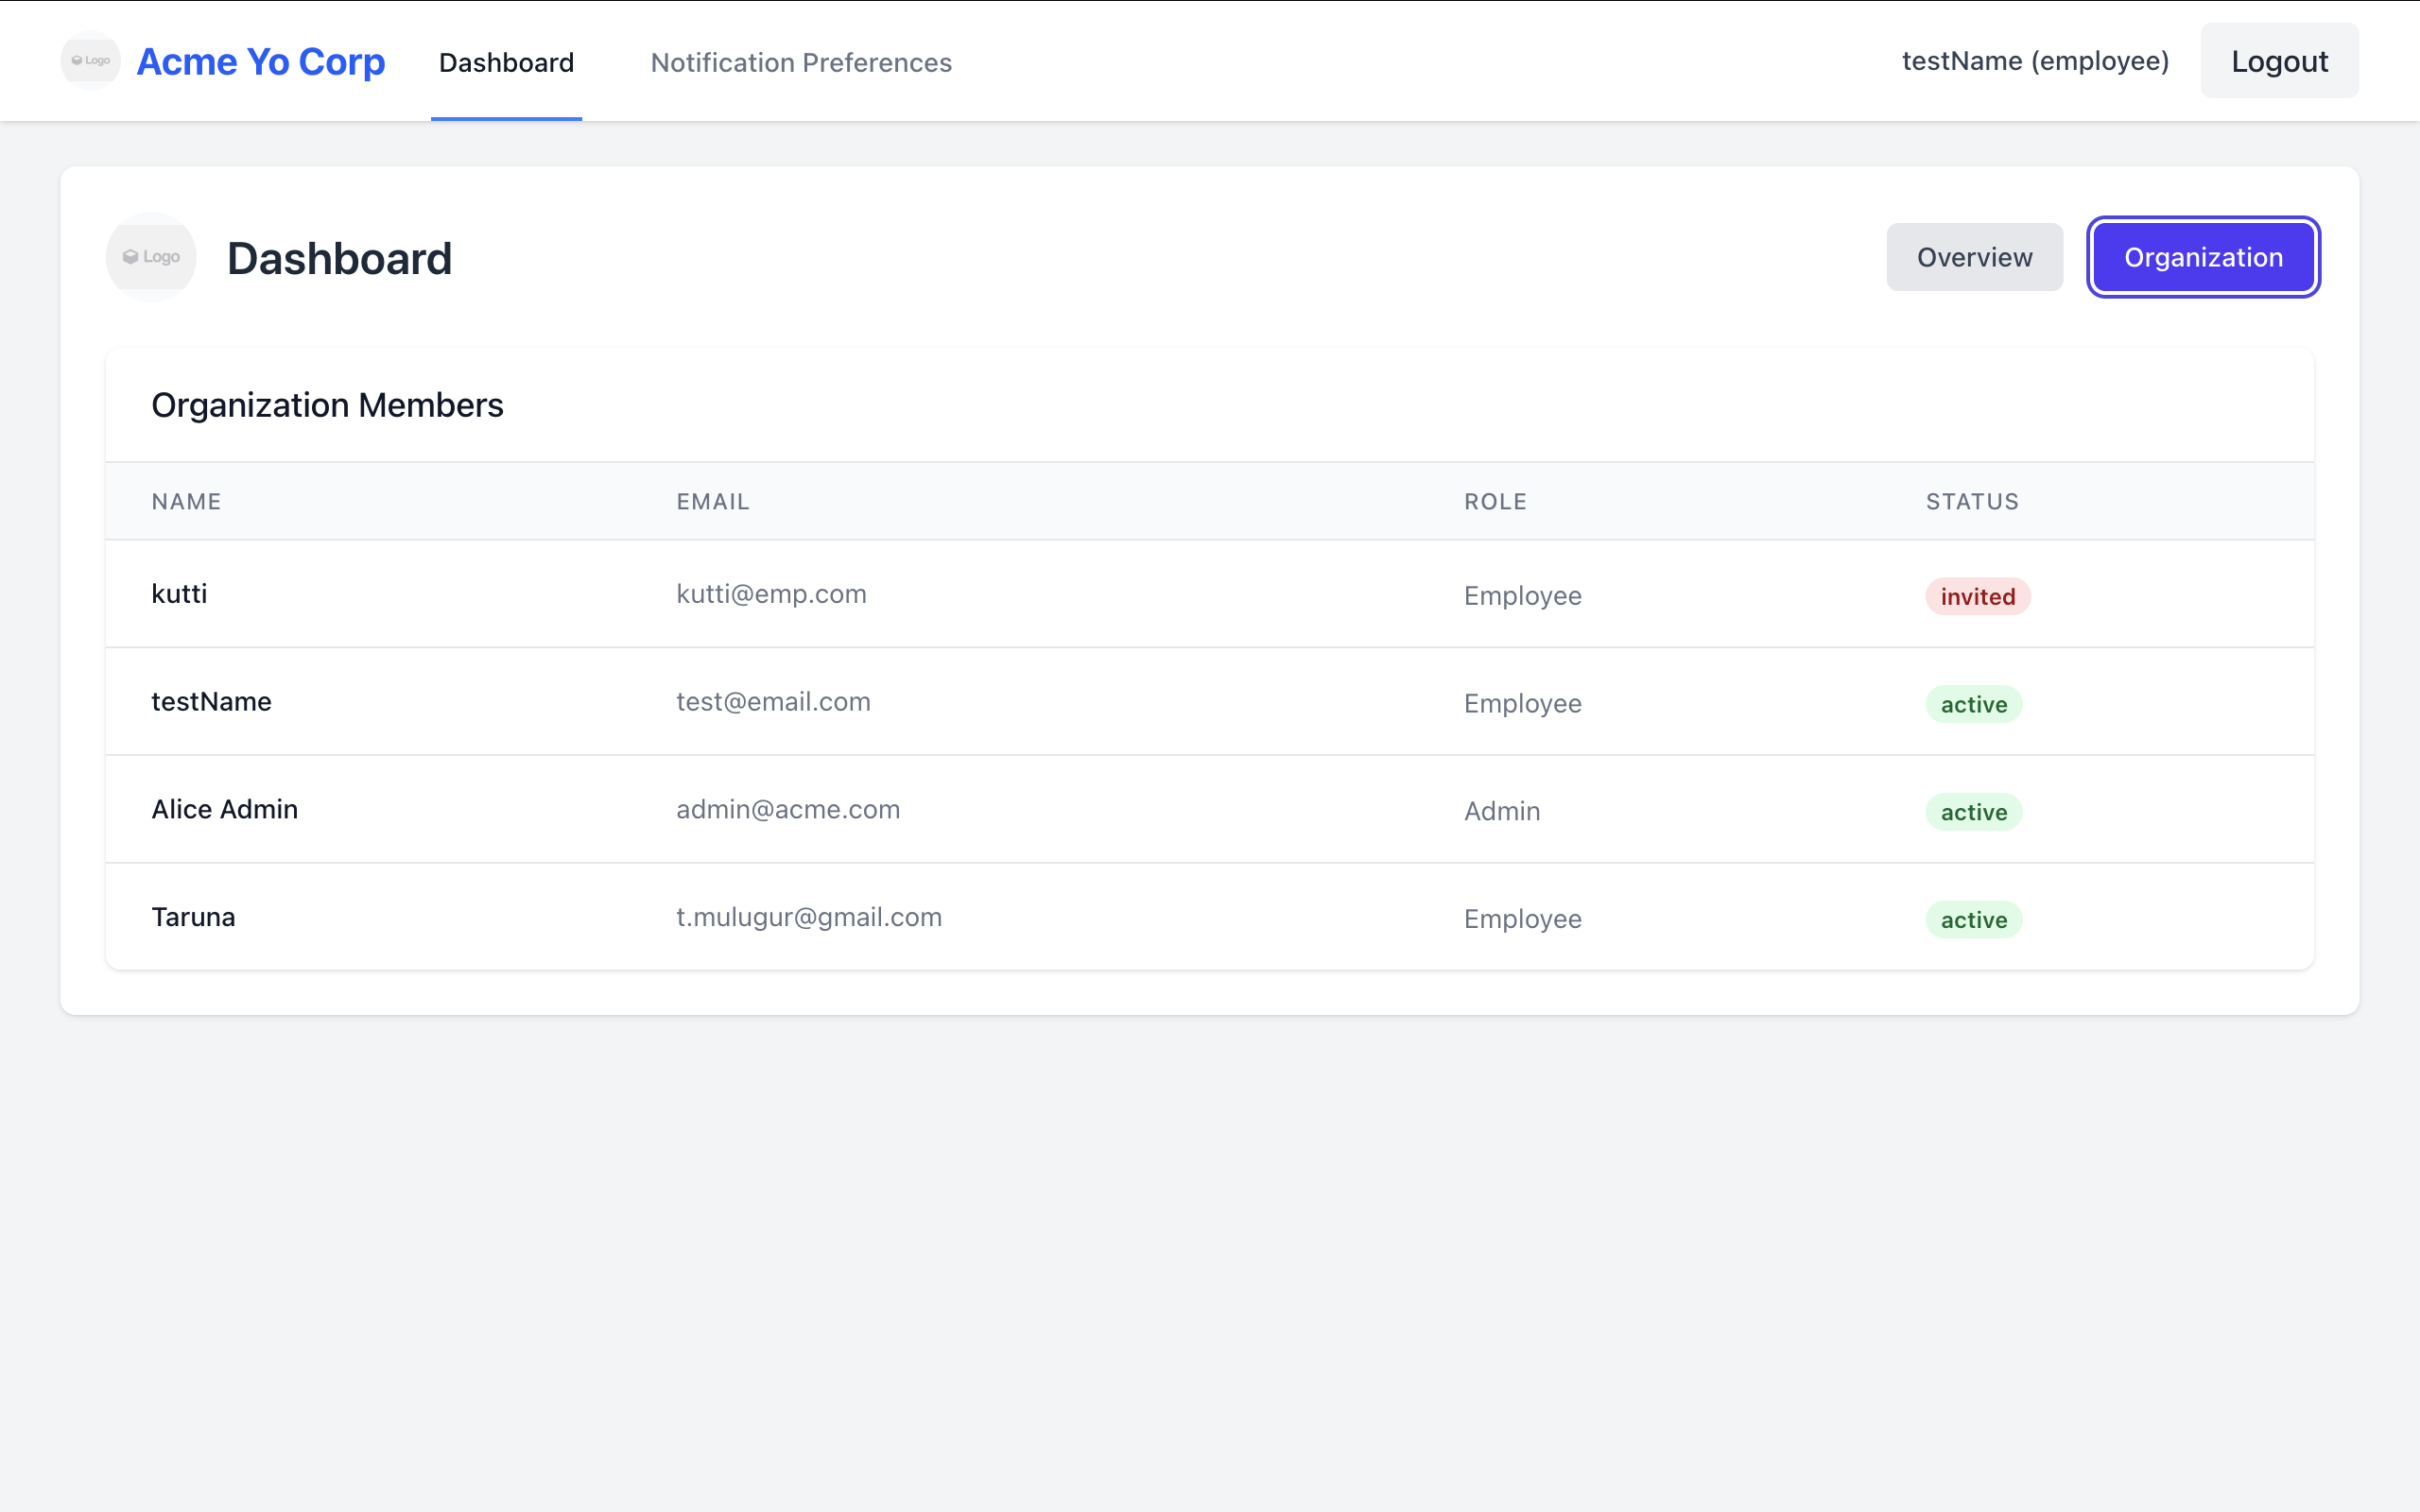 Logo Acme Yo Corp Dashboard Notification Preferences testName (employee) Logout
Logo Dashboard Overview Organization
Organization Members
NAME EMAIL ROLE STATUS
kutti kutti@emp.com Employee invited
testName test@email.com Employee active
Alice Admin admin@acme.com Admin active
Taruna t.mulugur@gmail.com Employee active